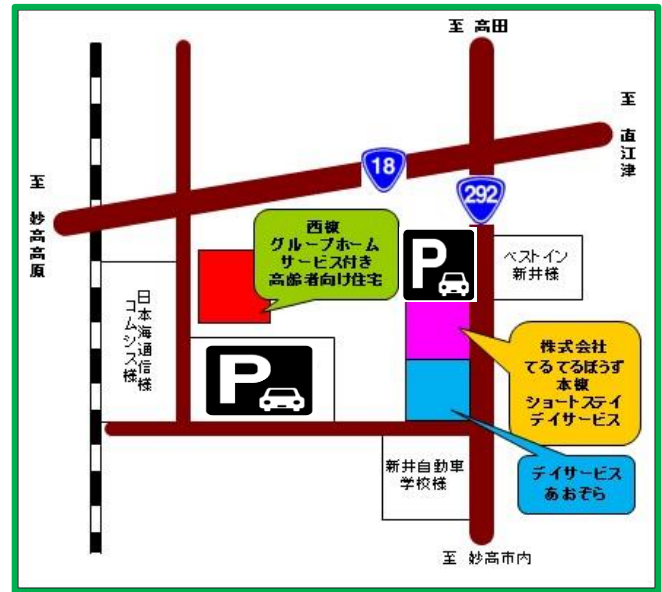 至 高田
至 直江津
18
292
至 妙高高原
西棟
グループホーム
サービス付き
高齢者向け住宅
P
ベストイン
新井様
日本海通信様
コムシス様
P
株式会社
てるてるぼうず
本棟
ショートステイ
デイサービス
新井自動車
学校様
デイサービス
あおぞら
至 妙高市内